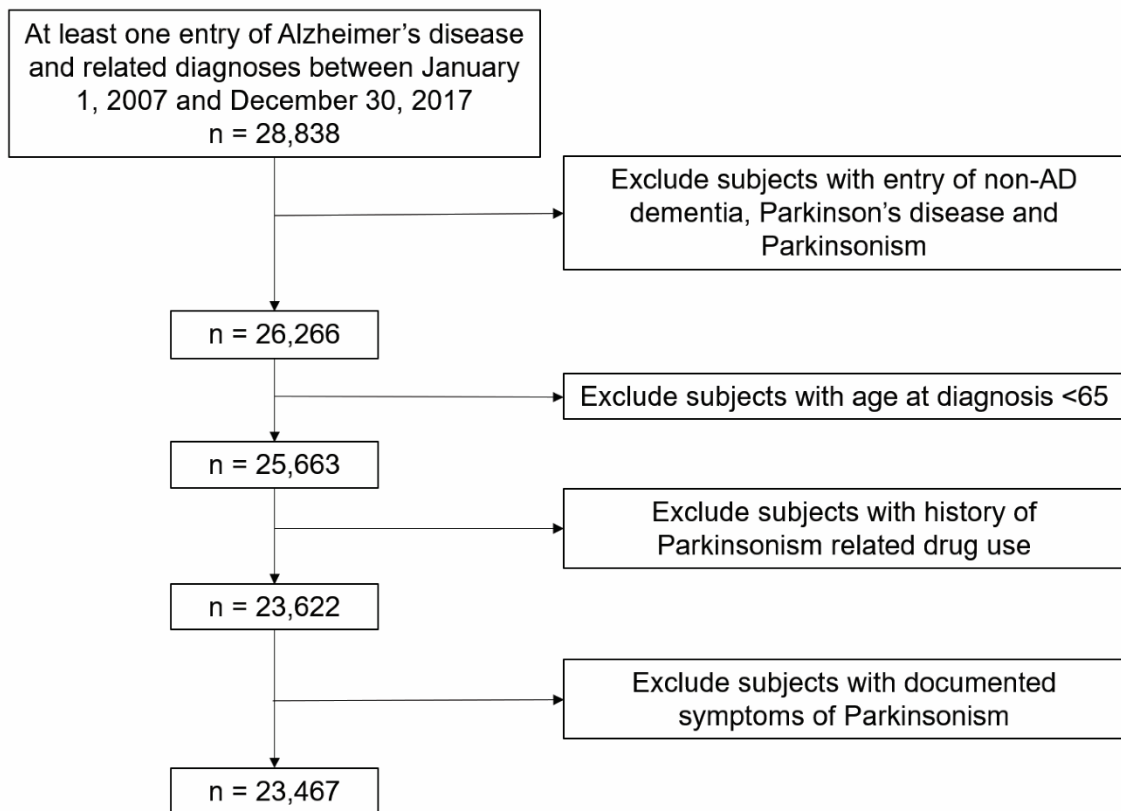 At least one entry of Alzheimer's disease
and related diagnoses between January
1, 2007 and December 30, 2017
n = 28,838
Exclude subjects with entry of non-AD
dementia, Parkinson's disease and
Parkinsonism
n = 26,266
Exclude subjects with age at diagnosis <65
n = 25,663
Exclude subjects with history of
Parkinsonism related drug use
n = 23,622
Exclude subjects with documented
symptoms of Parkinsonism
n = 23,467